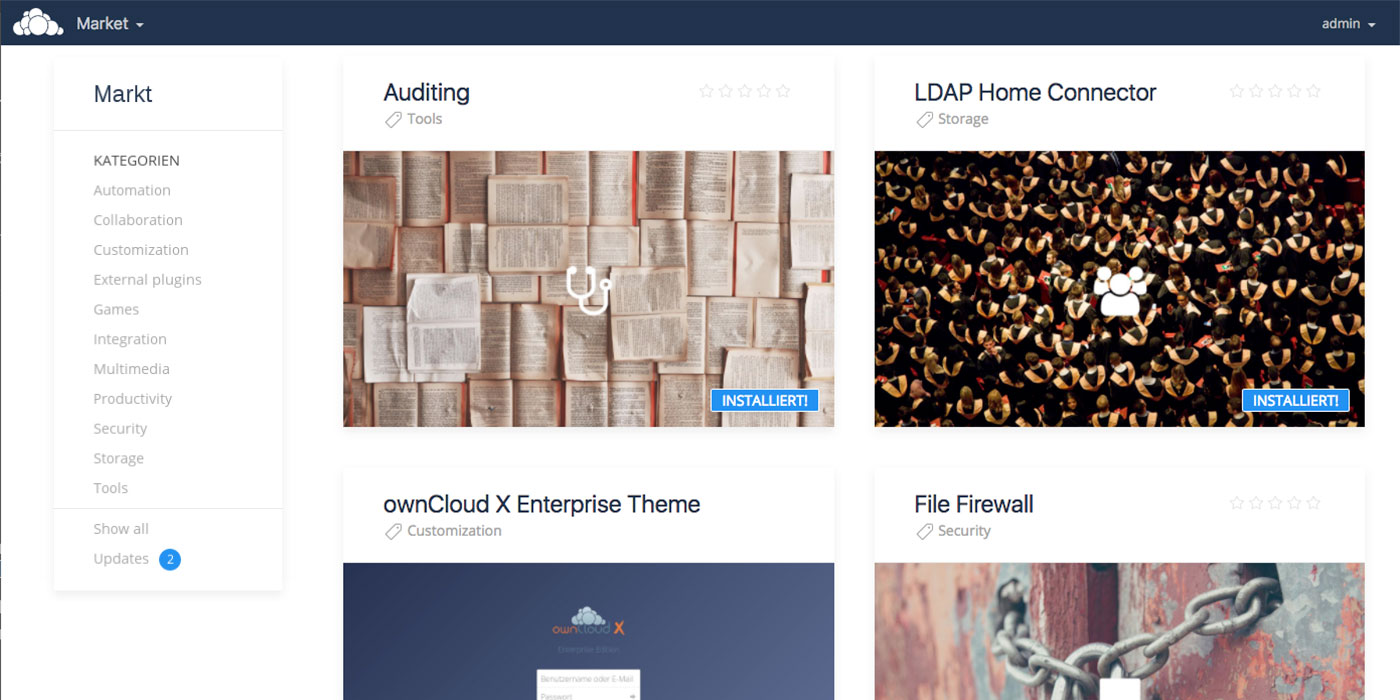 Market
admin
Markt
KATEGORIEN
Automation
Collaboration
Customization
External plugins
Games
Integration
Multimedia
Productivity
Security
Storage
Tools
Show all
Updates 2
Auditing
Tools
INSTALLIERT!
LDAP Home Connector
Storage
INSTALLIERT!
ownCloud X Enterprise Theme
Customization
ownCloud X
Enterprise Edition
Benutzername oder E-Mail
Passwort
File Firewall
Security